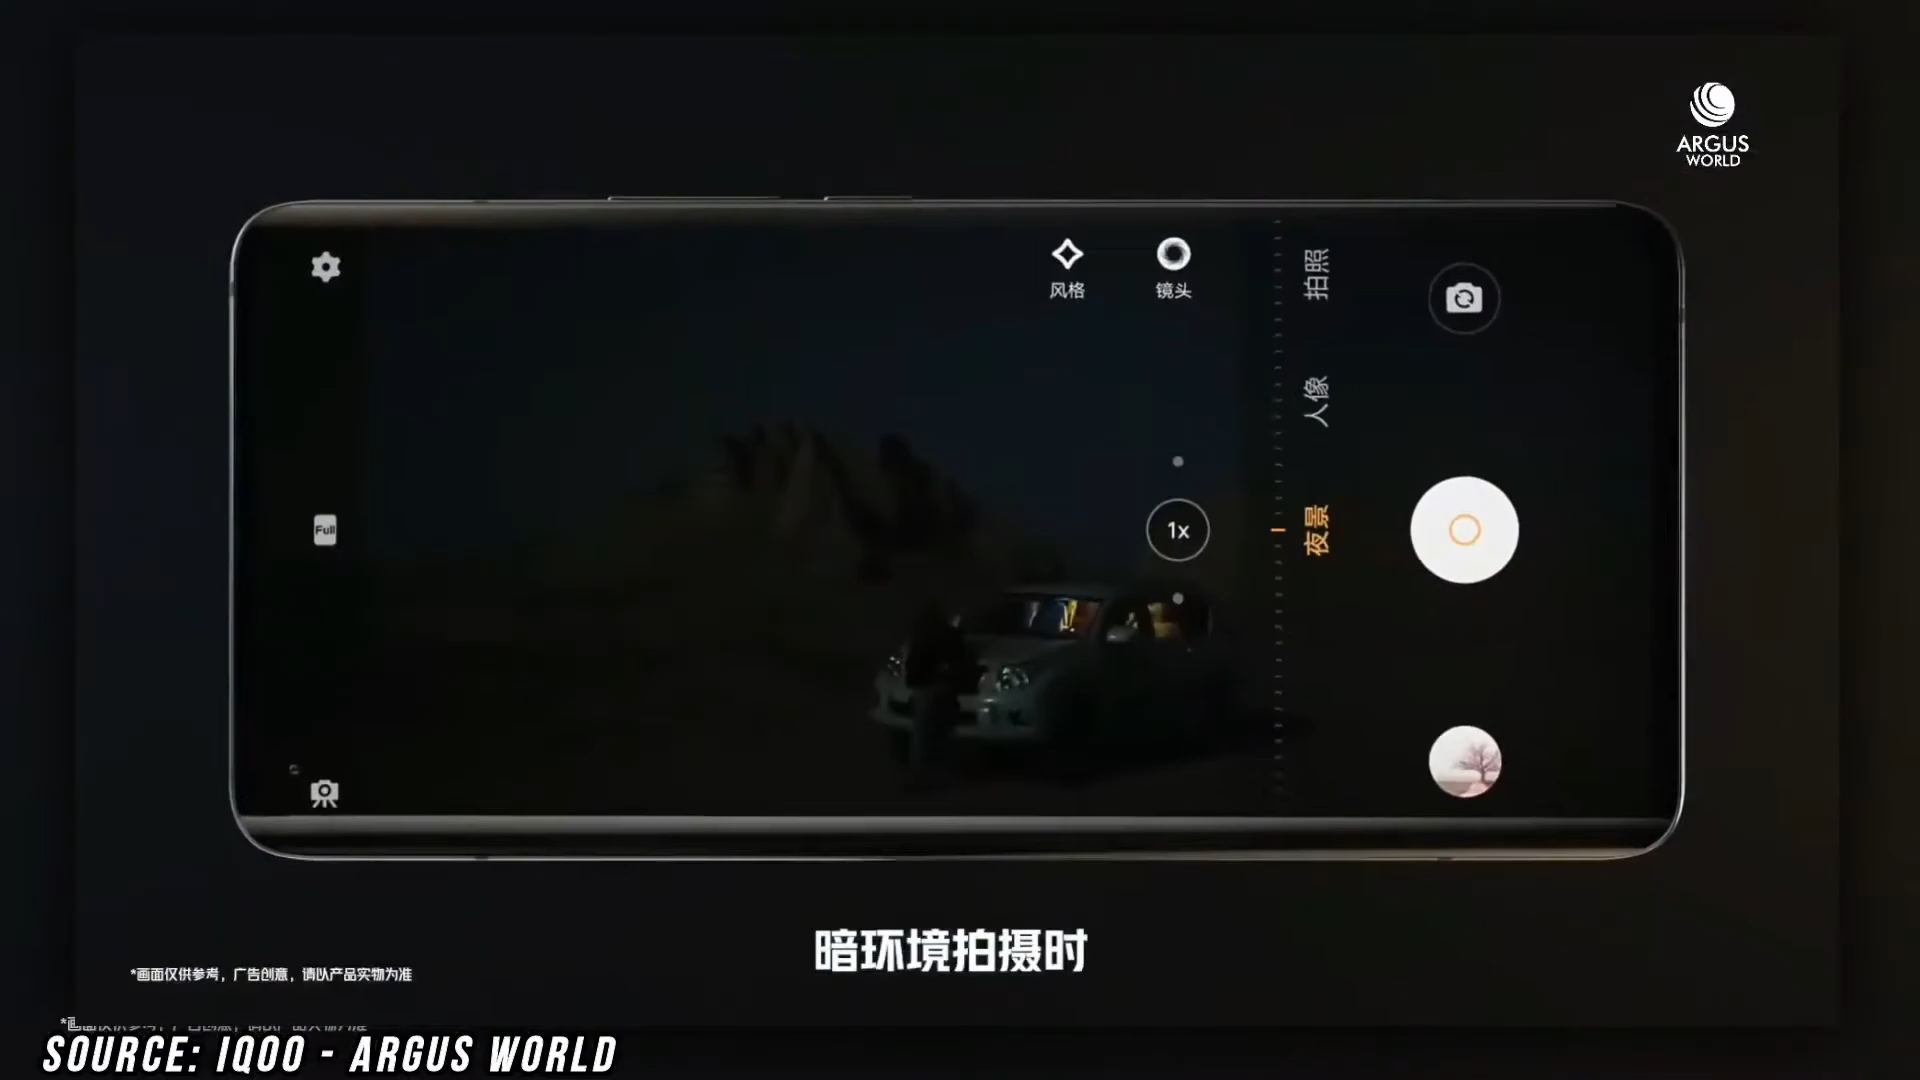 ARGUS
WORLD
风格
镜头
拍照
人像
夜景
1x
Full
暗环境拍摄时
*画面仅供参考，广告创意，请以产品实物为准
SOURCE: IQOO - ARGUS WORLD